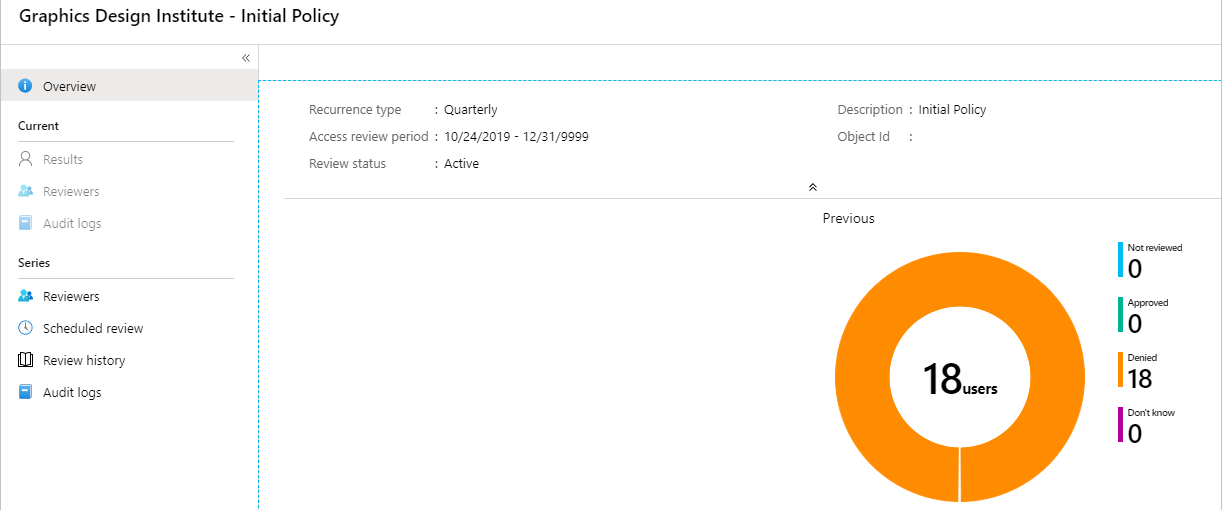 Graphics Design Institute - Initial Policy
«
Overview
Current
Results
Reviewers
Audit logs
Series
Reviewers
Scheduled review
Review history
Audit logs
Recurrence type : Quarterly
Access review period : 10/24/2019 - 12/31/9999
Review status : Active
Description : Initial Policy
Object Id :
Previous
18 users
Not reviewed
0
Approved
0
Denied
18
Don't know
0